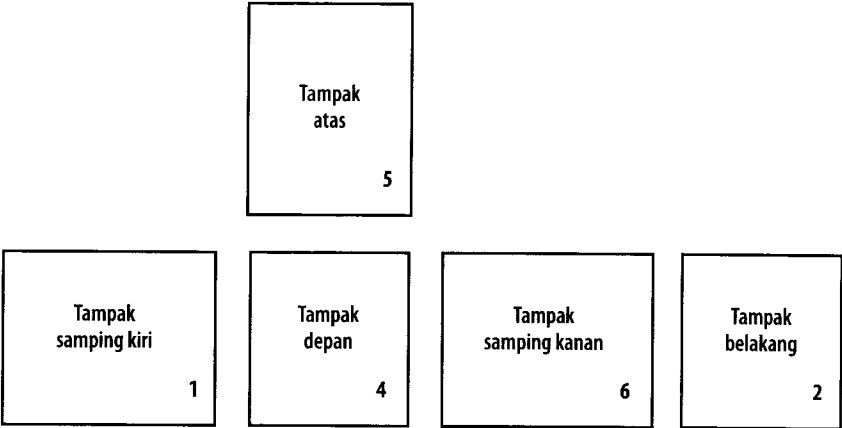 Tampak
atas
5
Tampak
samping kiri
1
Tampak
depan
4
Tampak
samping kanan
6
Tampak
belakang
2